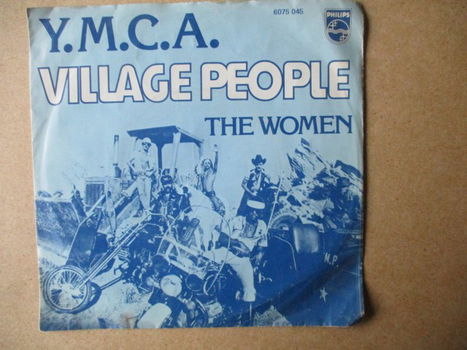 6075 045
PHILIPS
Y.M.C.A.
VILLAGE PEOPLE
THE WOMEN
M.P.